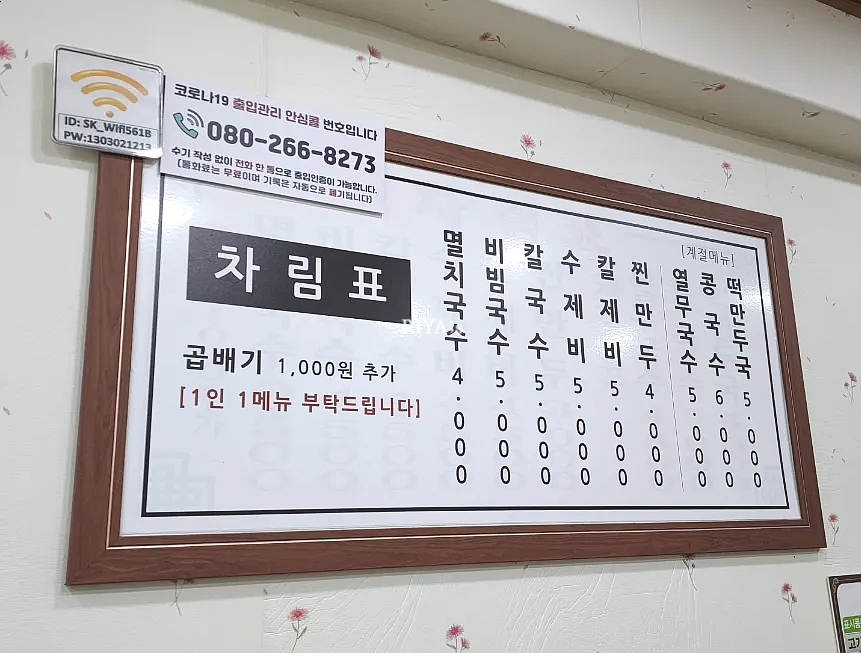 ID: SK_Wifi561B
PW:1303021213
코로나19 출입관리 안심콜 번호입니다
080-266-8273
수기 작성 없이 전화 한 통으로 출입인증이 가능합니다.
(통화료는 무료이며 기록은 자동으로 폐기됩니다)
차림표
곱배기 1,000원 추가
[1인 1메뉴 부탁드립니다]
멸치국수 4.000
비빔국수 5.000
칼국수 5.000
수제비 5.000
칼제비 5.000
찐만두 4.000
[계절메뉴]
열무국수 5.000
콩국수 6.000
떡만두국 5.000
RIYAK